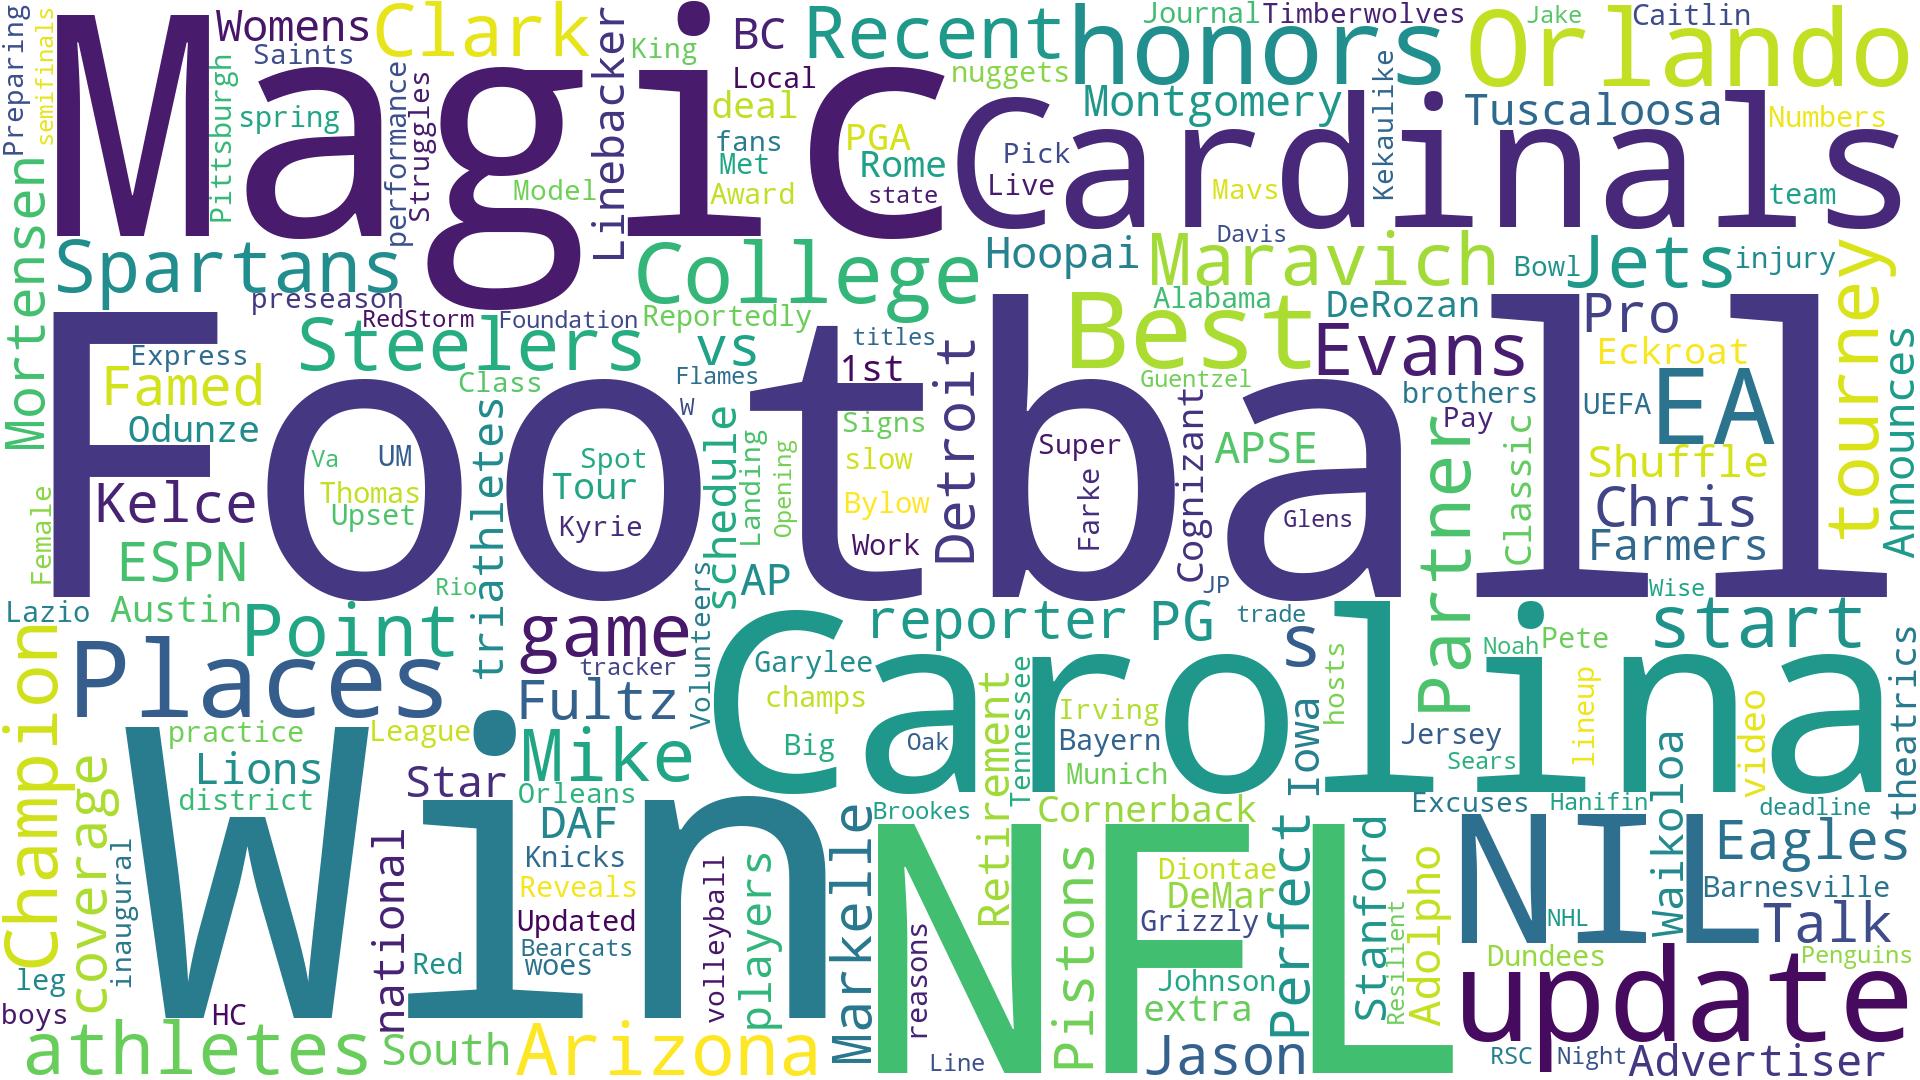 Preparing
semifinals
Magic
Womens
Saints
Pittsburgh
spring
Clark
performance
Struggles
Model
Linebacker
King
BC
Local
deal
fans
Met
Award
Recent
PGA
Rome
state
nuggets
honors
Journal
Timberwolves
Montgomery
Pick
Live
Cardinals
Kekaulike
Orlando
Jake
Caitlin
Tuscaloosa
Numbers
Mavs
team
Davis
Mortensen
Spartans
preseason
RedStorm
Foundation
Reportedly
College
Hoopai
Maravich
Alabama
Bowl
Jets
injury
tourney
Football
Express
Famed
Odunze
Steelers
Class
vs
Flames
W
titles
1st
Detroit
Best
Guentzel
DeRozan
Evans
brothers
Pay
Pro
Eckroat
UEFA
EA
Announces
Kelce
Va
UM
Thomas
Upset
triathletes
Spot
Tour
Kyrie
schedule
Landing
Opening
Signs
slow
Bylow
Work
Super
Farke
Cognizant
APSE
Glens
Partner
Classic
Shuffle
Chris
Farmers
Female
ESPN
Austin
Lazio
Rio
AP
JP
Wise
Point
game
tracker
Volunteers
Carolina
reporter
PG
trade
s
hosts
Noah
Pete
start
theatrics
Champion
Places
practice
League
Lions
district
Fultz
Mike
Star
Orleans
Garylee
champs
Big
Oak
Retirement
Tennessee
Irving
Bayern
Munich
Iowa
Jersey
Sears
lineup
video
Waikoloa
coverage
inaugural
Win
national
Red
DAF
Knicks
Reveals
Updated
Bearcats
woes
volleyball
players
Markelle
Brookes
NFL
reasons
Line
Cornerback
Pistons
Diontae
DeMar
Grizzly
Johnson
extra
Perfect
Stanford
Resilient
Adolpho
Excuses
Hanifin
deadline
NIL
NHL
Eagles
Barnesville
Talk
Dundees
Penguins
update
leg
boys
HC
athletes
South
Arizona
Jason
RSC
Night
Advertiser